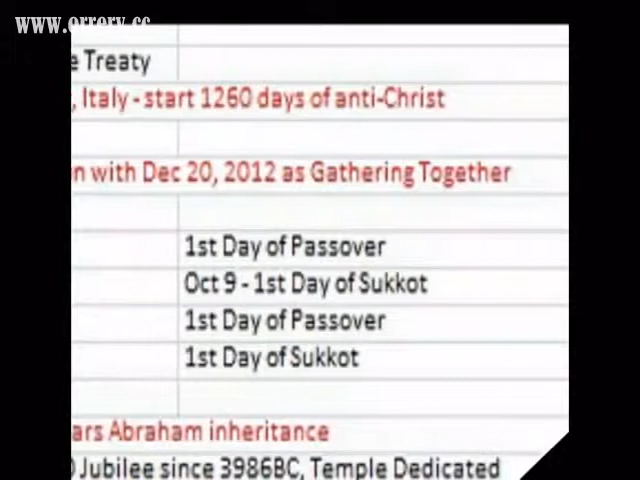 www.orrery.cc
e Treaty
, Italy - start 1260 days of anti-Christ
n with Dec 20, 2012 as Gathering Together
1st Day of Passover
Oct 9 - 1st Day of Sukkot
1st Day of Passover
1st Day of Sukkot
ars Abraham inheritance
0 Jubilee since 3986BC, Temple Dedicated